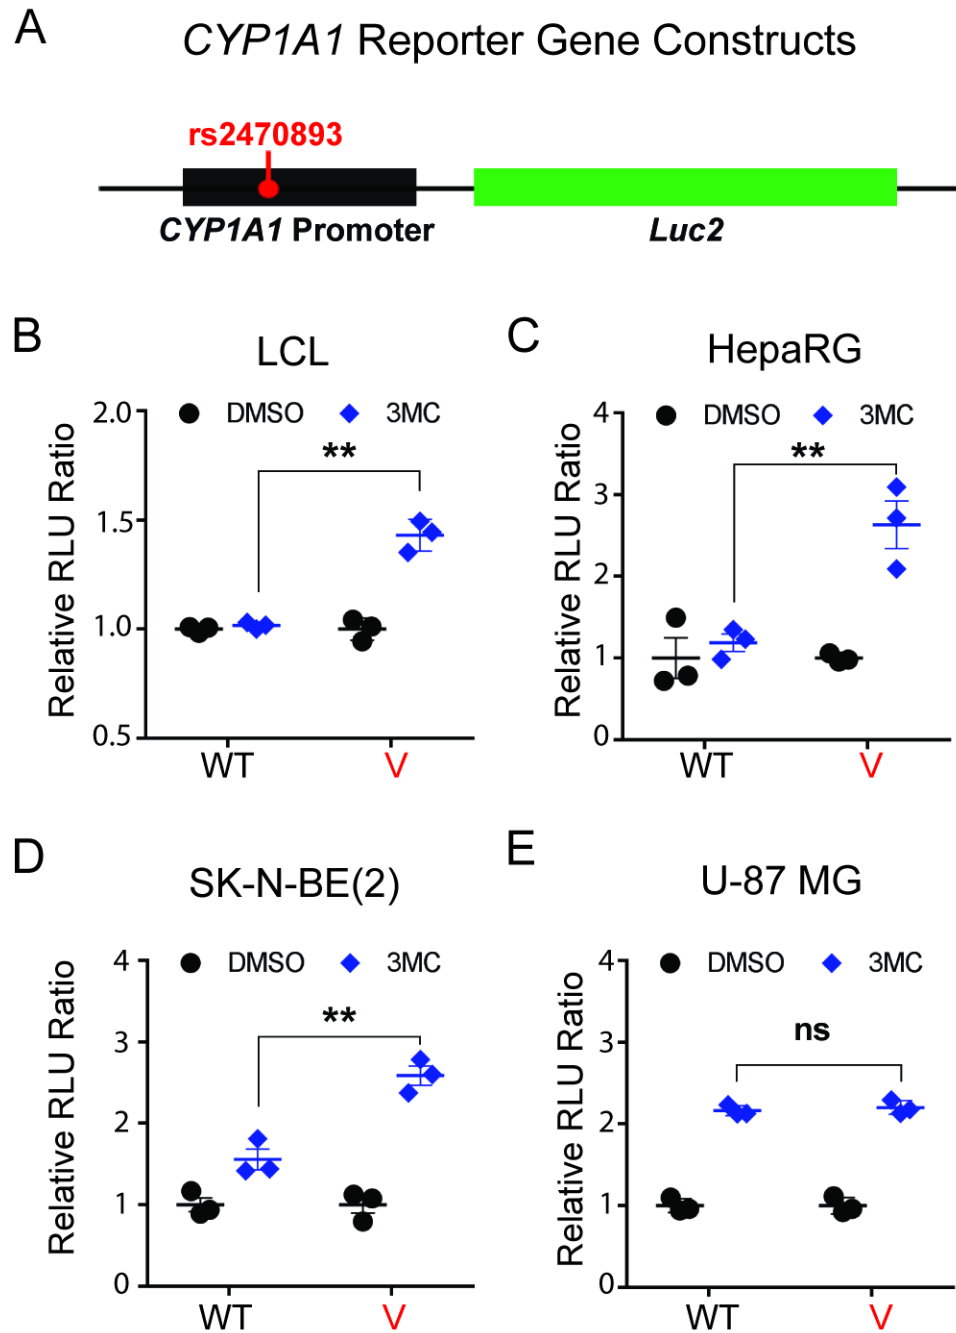 A
CYP1A1 Reporter Gene Constructs
rs2470893
CYP1A1 Promoter
Luc2
B
LCL
DMSO 3MC
Relative RLU Ratio
2.0
1.5
1.0
0.5
**
WT V
C
HepaRG
DMSO 3MC
Relative RLU Ratio
4
3
2
1
0
**
WT V
D
SK-N-BE(2)
DMSO 3MC
Relative RLU Ratio
4
3
2
1
0
**
WT V
E
U-87 MG
DMSO 3MC
Relative RLU Ratio
4
3
2
1
0
ns
WT V